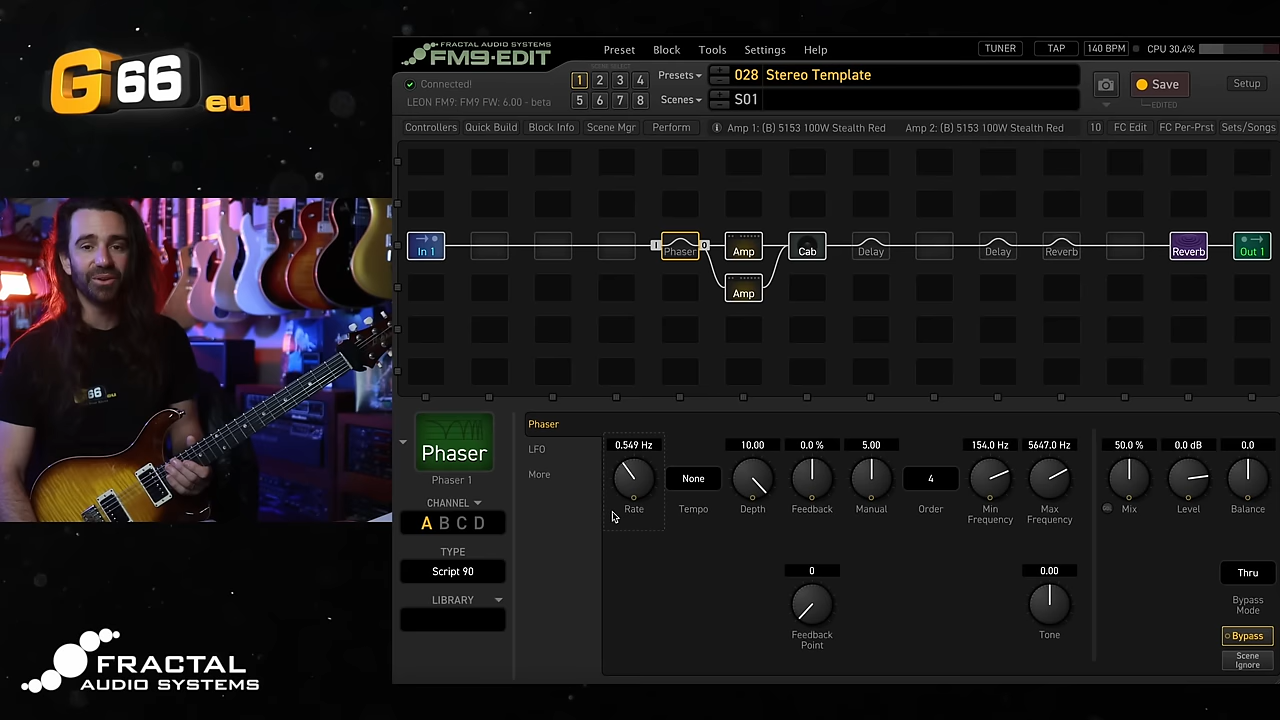 G66
eu
FRACTAL AUDIO SYSTEMS
FM9-EDIT
Preset Block Tools Settings Help
TUNER TAP 140 BPM CPU 30.4%
Connected!
LEON FM9: FM9 FW: 6.00 - beta
SCENE SELECT
1 2 3 4
5 6 7 8
Presets 028 Stereo Template
Scenes S01
Save
EDITED
Setup
Controllers Quick Build Block Info Scene Mgr Perform Amp 1: (B) 5153 100W Stealth Red Amp 2: (B) 5153 100W Stealth Red 10 FC Edit FC Per-Prst Sets/Songs
In 1 I Phaser O Amp Cab Delay Delay Reverb Reverb Out 1
Amp
G66
Phaser
Phaser 1
CHANNEL
A B C D
TYPE
Script 90
LIBRARY
Phaser
LFO
More
0.549 Hz 10.00 0.0 % 5.00 154.0 Hz 5647.0 Hz 50.0 % 0.0 dB 0.0
None 4
Rate Tempo Depth Feedback Manual Order Min Frequency Max Frequency Mix Level Balance
0 0.00 Thru
Bypass Mode
Feedback Point Tone
Bypass
Scene Ignore
FRACTAL
AUDIO SYSTEMS